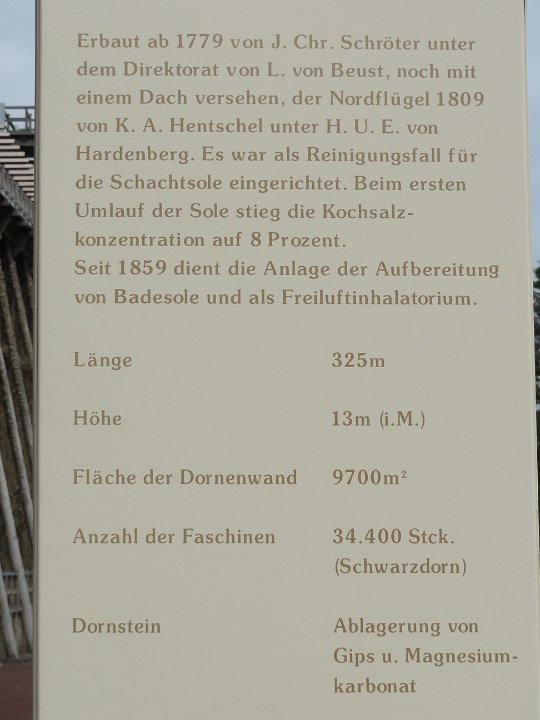 Erbaut ab 1779 von J. Chr. Schröter unter
dem Direktorat von L. von Beust, noch mit
einem Dach versehen, der Nordflügel 1809
von K. A. Hentschel unter H. U. E. von
Hardenberg. Es war als Reinigungsfall für
die Schachtsole eingerichtet. Beim ersten
Umlauf der Sole stieg die Kochsalz-
konzentration auf 8 Prozent.
Seit 1859 dient die Anlage der Aufbereitung
von Badesole und als Freiluftinhalatorium.
Länge 325m
Höhe 13m (i.M.)
Fläche der Dornenwand 9700m²
Anzahl der Faschinen 34.400 Stck.
(Schwarzdorn)
Dornstein Ablagerung von
Gips u. Magnesium-
karbonat